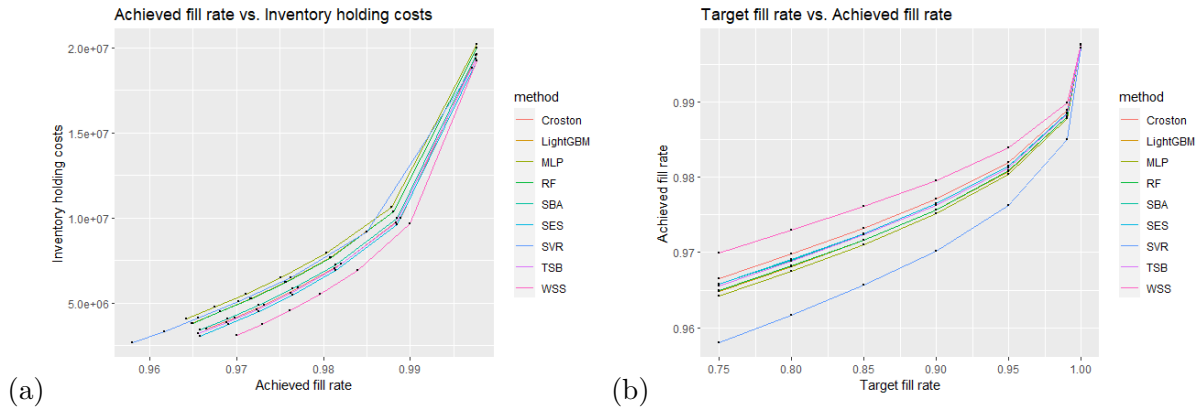 Achieved fill rate vs. Inventory holding costs
2.0e+07
1.5e+07
1.0e+07
5.0e+06
Inventory holding costs
0.96
0.97
0.98
0.99
Achieved fill rate
method
Croston
LightGBM
MLP
RF
SBA
SES
SVR
TSB
WSS
(a)
Target fill rate vs. Achieved fill rate
0.99
0.98
0.97
0.96
Achieved fill rate
0.75
0.80
0.85
0.90
0.95
1.00
Target fill rate
method
Croston
LightGBM
MLP
RF
SBA
SES
SVR
TSB
WSS
(b)